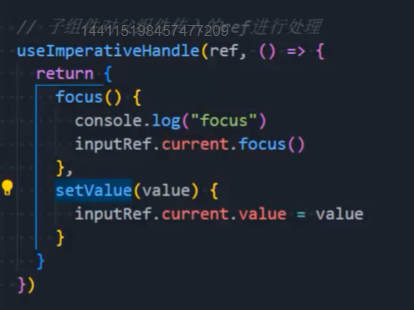 // 子组件对父组件传入的ref进行处理
144115198457477209
useImperativeHandle(ref, () => {
return {
focus() {
console.log("focus")
inputRef.current.focus()
},
setValue(value) {
inputRef.current.value = value
}
}
})